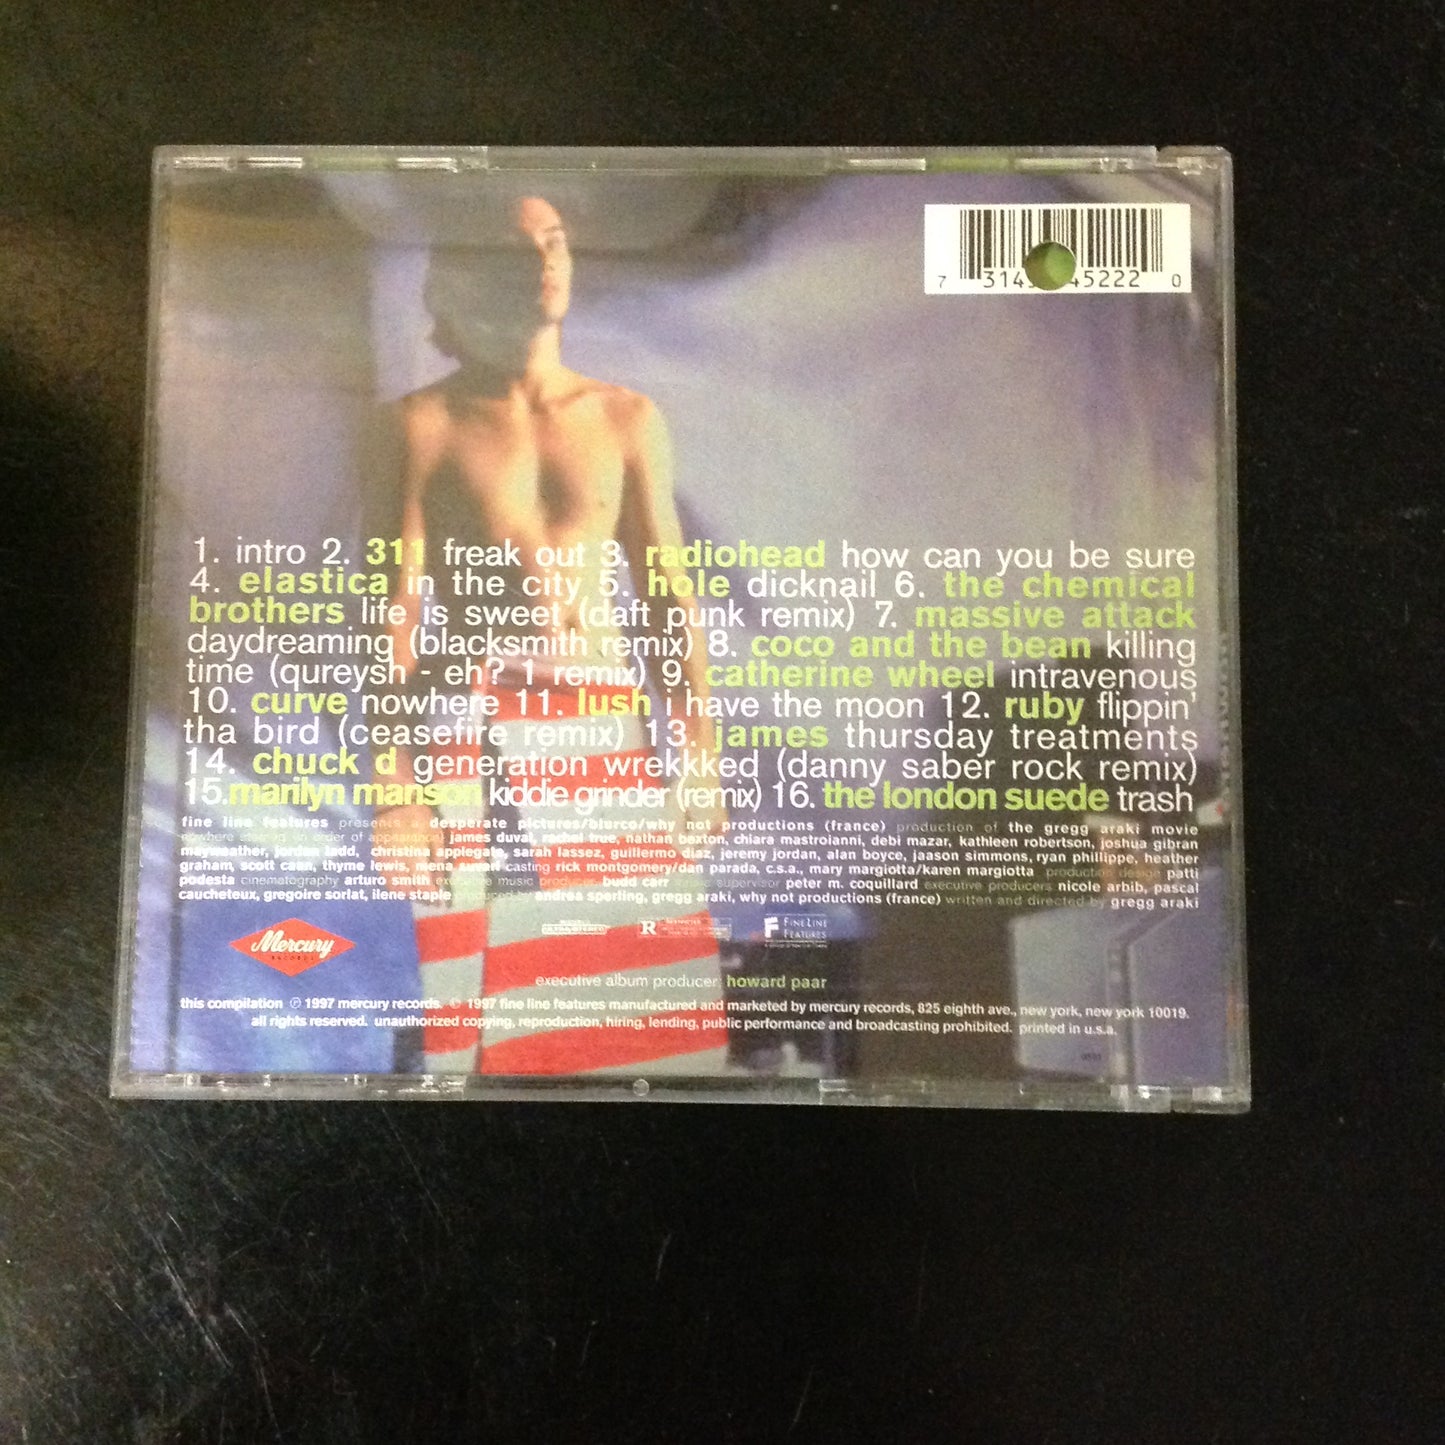 7 3145 45222 0
1. intro 2. 311 freak out 3. radiohead how can you be sure
4. elastica in the city 5. hole dicknail 6. the chemical
brothers life is sweet (daft punk remix) 7. massive attack
daydreaming (blacksmith remix) 8. coco and the bean killing
time (qureysh - eh? 1 remix) 9. catherine wheel intravenous
10. curve nowhere 11. lush i have the moon 12. ruby flippin'
tha bird (ceasefire remix) 13. james thursday treatments
14. chuck d generation wrekkked (danny saber rock remix)
15. marilyn manson kiddie grinder (remix) 16. the london suede trash
fine line features presents a desperate pictures/blurco/why not productions (france) production of the gregg araki movie
nowhere starring (in order of appearance) james duval, rachel true, nathan bexton, chiara mastroianni, debi mazar, kathleen robertson, joshua gibran
mayweather, jordan ladd, christina applegate, sarah lassez, guillermo diaz, jeremy jordan, alan boyce, jaason simmons, ryan phillippe, heather
graham, scott caan, thyme lewis, mena suvari casting rick montgomery/dan parada, c.s.a., mary margiotta/karen margiotta production design patti
podesta cinematography arturo smith executive music producer budd carr music supervisor peter m. coquillard executive producers nicole arbib, pascal
caucheteux, gregoire sorlat, ilene staple produced by andrea sperling, gregg araki, why not productions (france) written and directed by gregg araki
Mercury
RECORDS
R
FINE LINE
FEATURES
executive album producer: howard paar
this compilation ℗ 1997 mercury records. © 1997 fine line features manufactured and marketed by mercury records, 825 eighth ave., new york, new york 10019.
all rights reserved. unauthorized copying, reproduction, hiring, lending, public performance and broadcasting prohibited. printed in u.s.a.